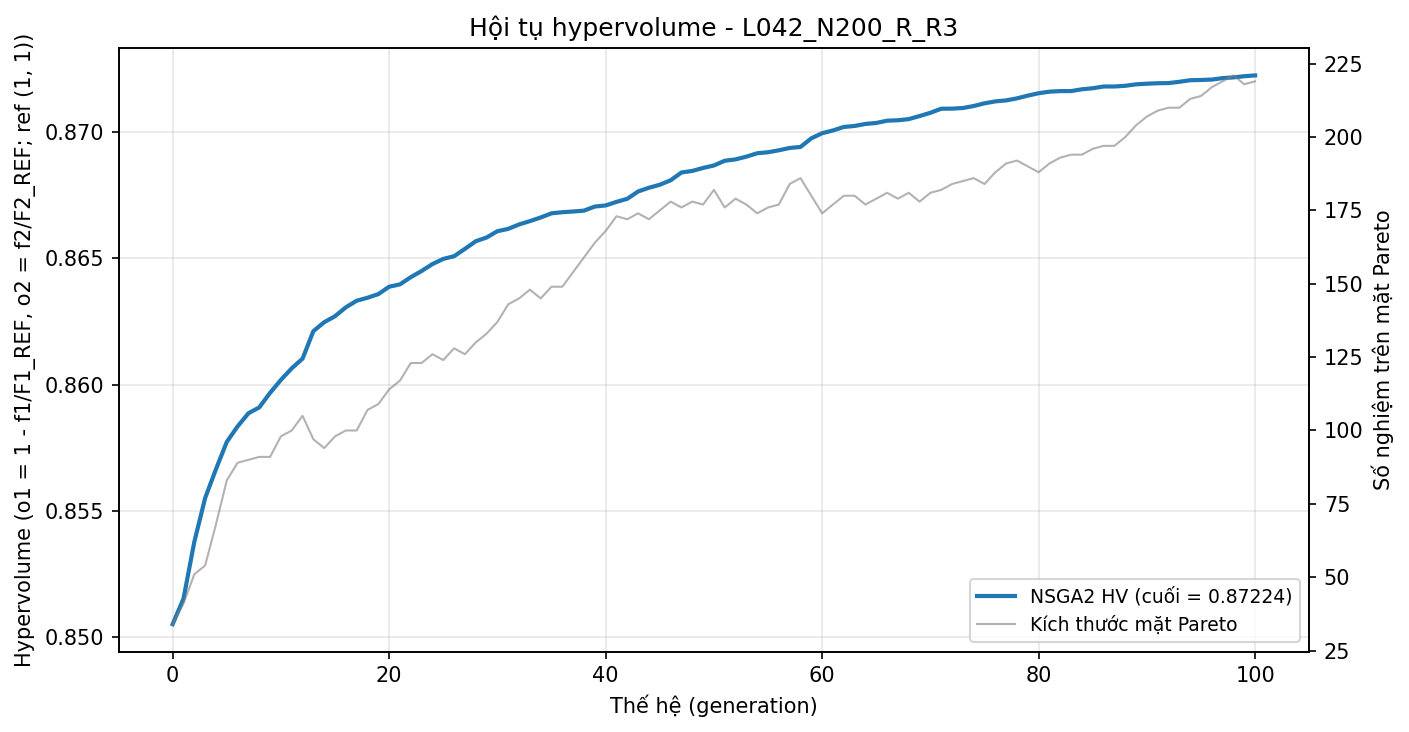 Hội tụ hypervolume - L042_N200_R_R3
Hypervolume (o1 = 1 - f1/F1_REF, o2 = f2/F2_REF; ref (1, 1))
0.870
0.865
0.860
0.855
0.850
225
200
175
150
125
100
75
50
25
Số nghiệm trên mặt Pareto
NSGA2 HV (cuối = 0.87224)
Kích thước mặt Pareto
0 20 40 60 80 100
Thế hệ (generation)